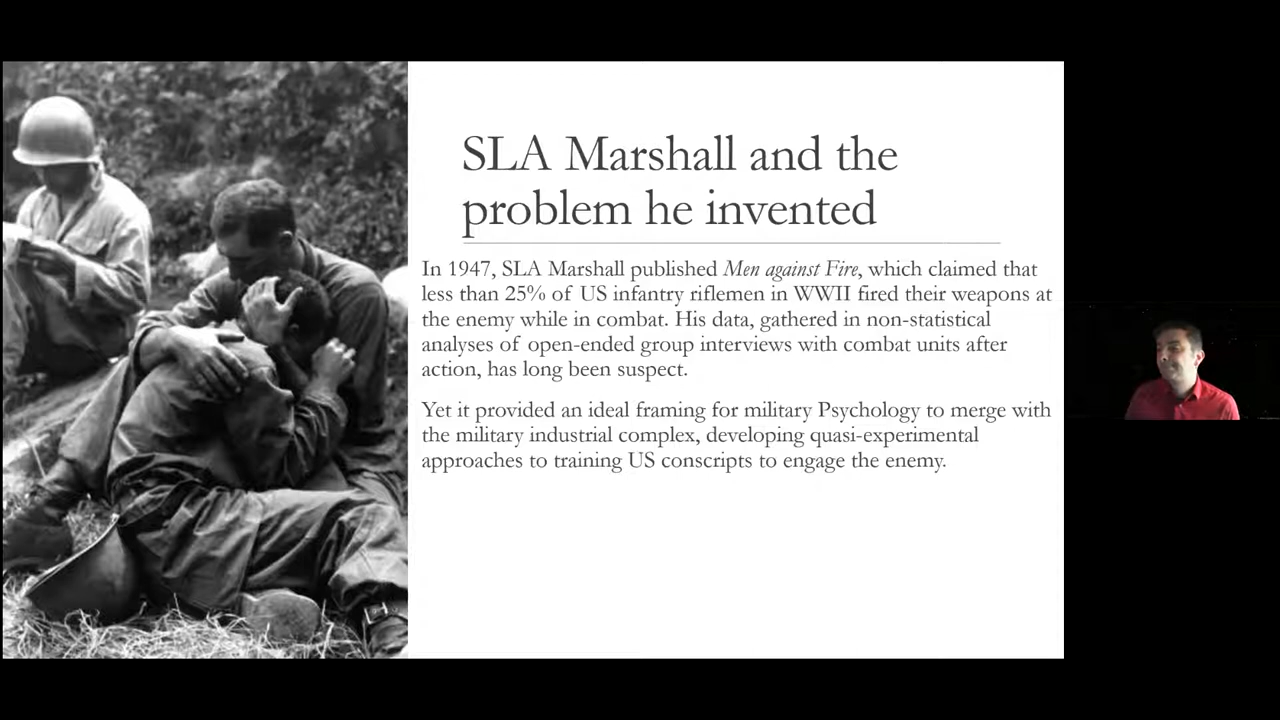 SLA Marshall and the
problem he invented
In 1947, SLA Marshall published Men against Fire, which claimed that
less than 25% of US infantry riflemen in WWII fired their weapons at
the enemy while in combat. His data, gathered in non-statistical
analyses of open-ended group interviews with combat units after
action, has long been suspect.
Yet it provided an ideal framing for military Psychology to merge with
the military industrial complex, developing quasi-experimental
approaches to training US conscripts to engage the enemy.